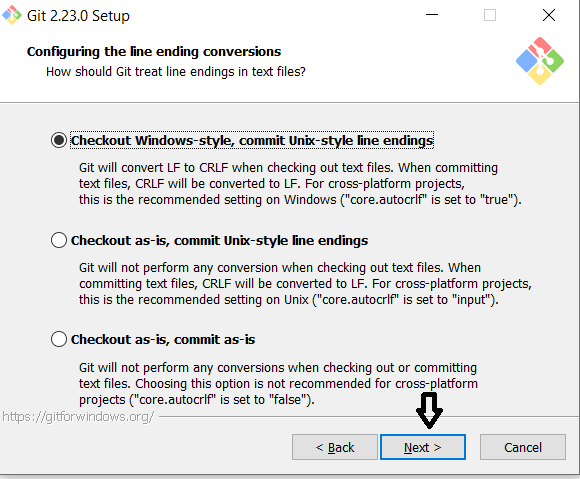 Git 2.23.0 Setup
Configuring the line ending conversions
How should Git treat line endings in text files?
Checkout Windows-style, commit Unix-style line endings
Git will convert LF to CRLF when checking out text files. When committing
text files, CRLF will be converted to LF. For cross-platform projects,
this is the recommended setting on Windows ("core.autocrlf" is set to "true").
Checkout as-is, commit Unix-style line endings
Git will not perform any conversion when checking out text files. When
committing text files, CRLF will be converted to LF. For cross-platform projects,
this is the recommended setting on Unix ("core.autocrlf" is set to "input").
Checkout as-is, commit as-is
Git will not perform any conversions when checking out or committing
text files. Choosing this option is not recommended for cross-platform
projects ("core.autocrlf" is set to "false").
https://gitforwindows.org/
< Back Next > Cancel